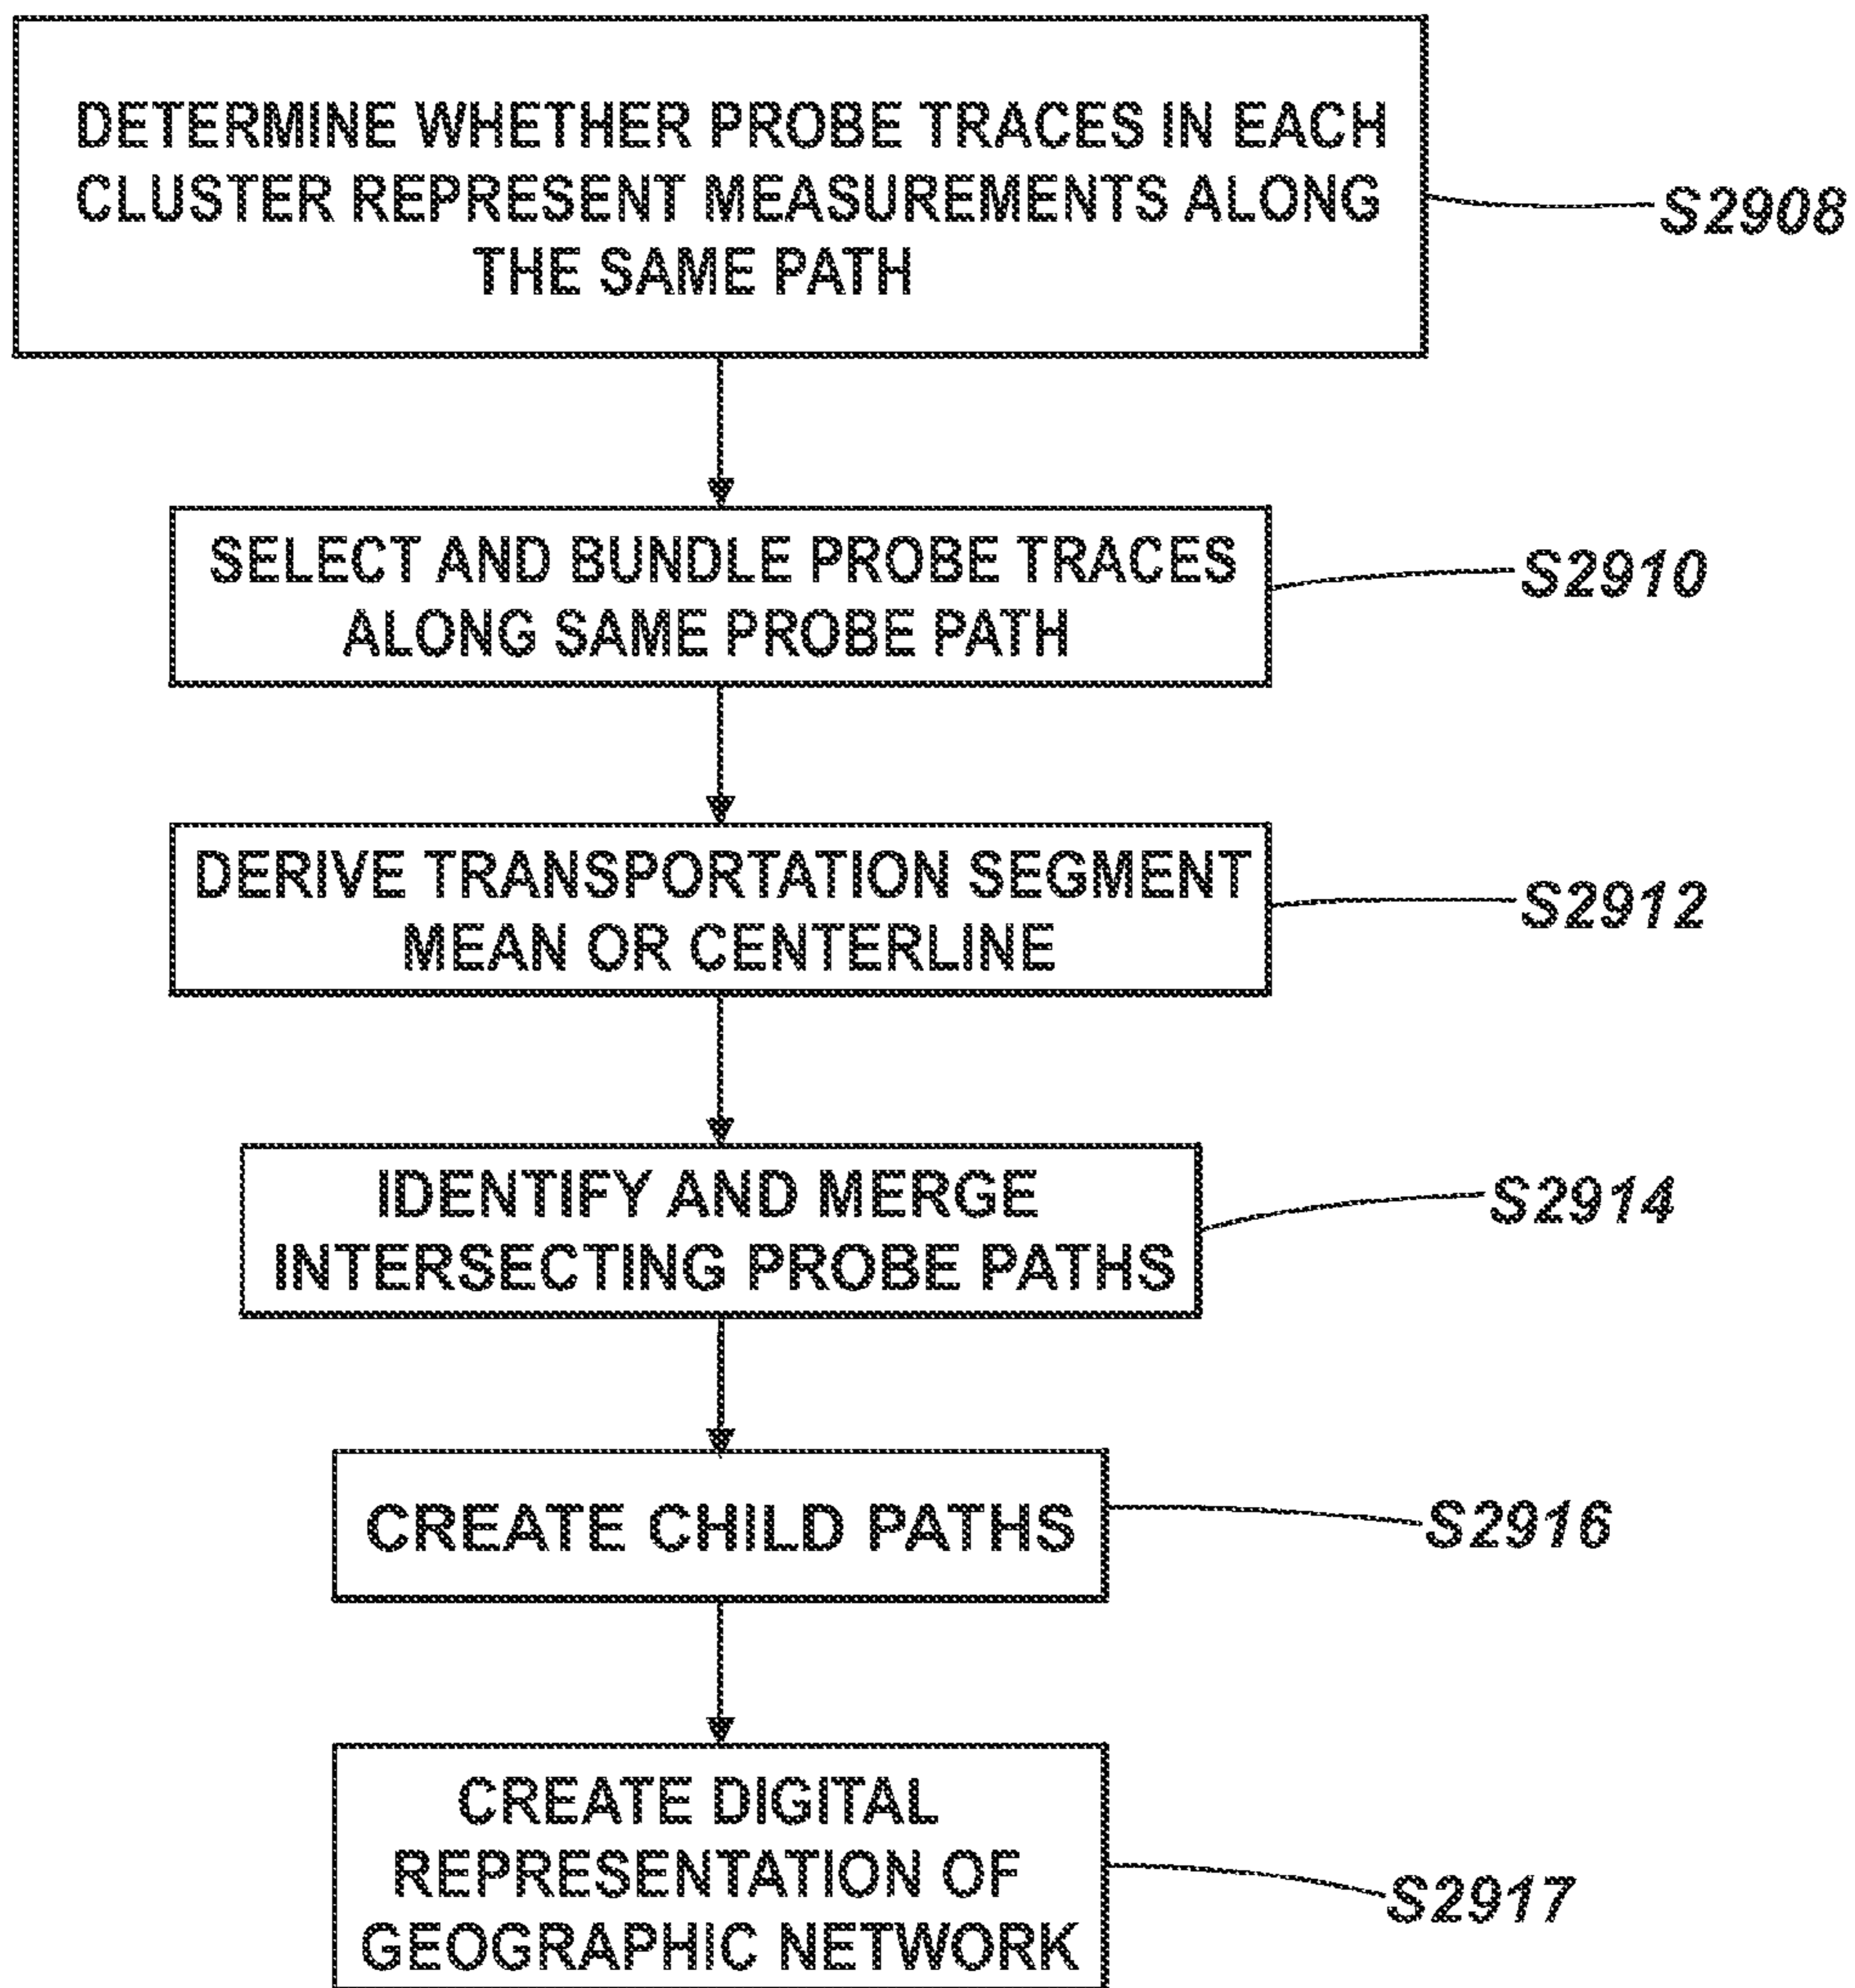 DETERMINE WHETHER PROBE TRACES IN EACH
CLUSTER REPRESENT MEASUREMENTS ALONG
THE SAME PATH
S2908
SELECT AND BUNDLE PROBE TRACES
ALONG SAME PROBE PATH
S2910
DERIVE TRANSPORTATION SEGMENT
MEAN OR CENTERLINE
S2912
IDENTIFY AND MERGE
INTERSECTING PROBE PATHS
S2914
CREATE CHILD PATHS
S2916
CREATE DIGITAL
REPRESENTATION OF
GEOGRAPHIC NETWORK
S2917